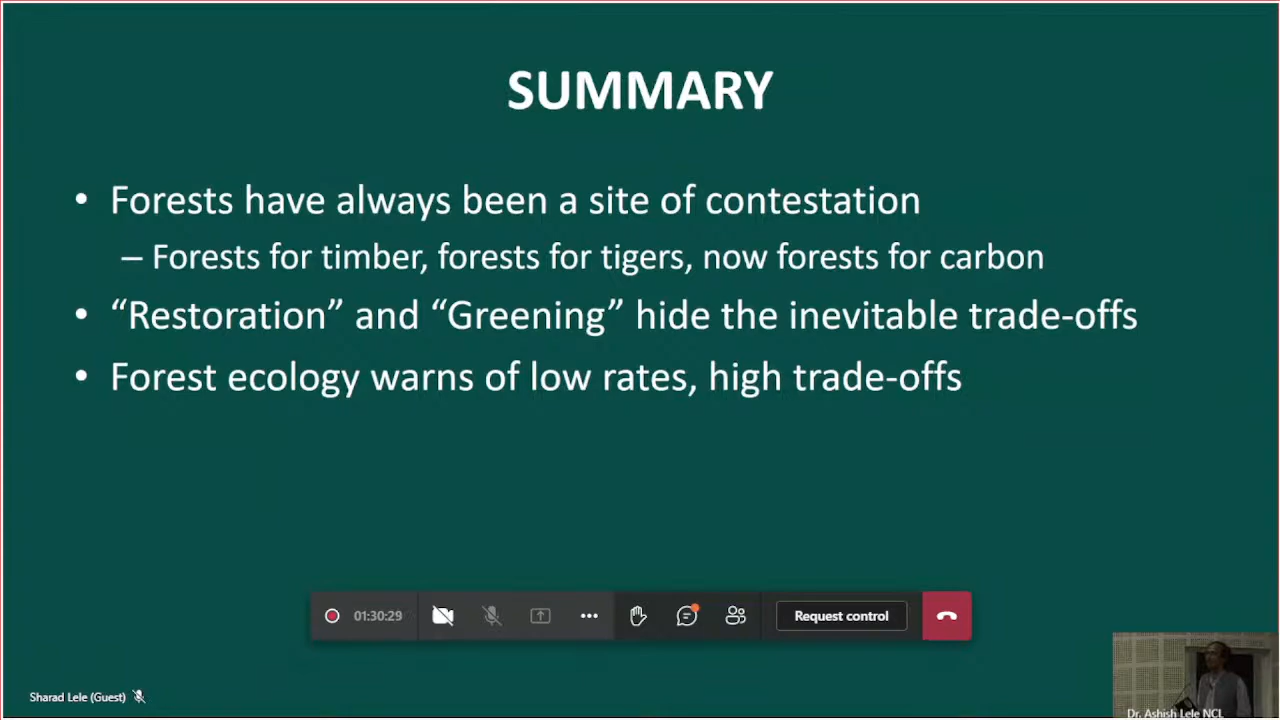 SUMMARY
• Forests have always been a site of contestation
– Forests for timber, forests for tigers, now forests for carbon
• “Restoration” and “Greening” hide the inevitable trade-offs
• Forest ecology warns of low rates, high trade-offs
01:30:29
Request control
Sharad Lele (Guest)
Dr. Ashish Lele NCL